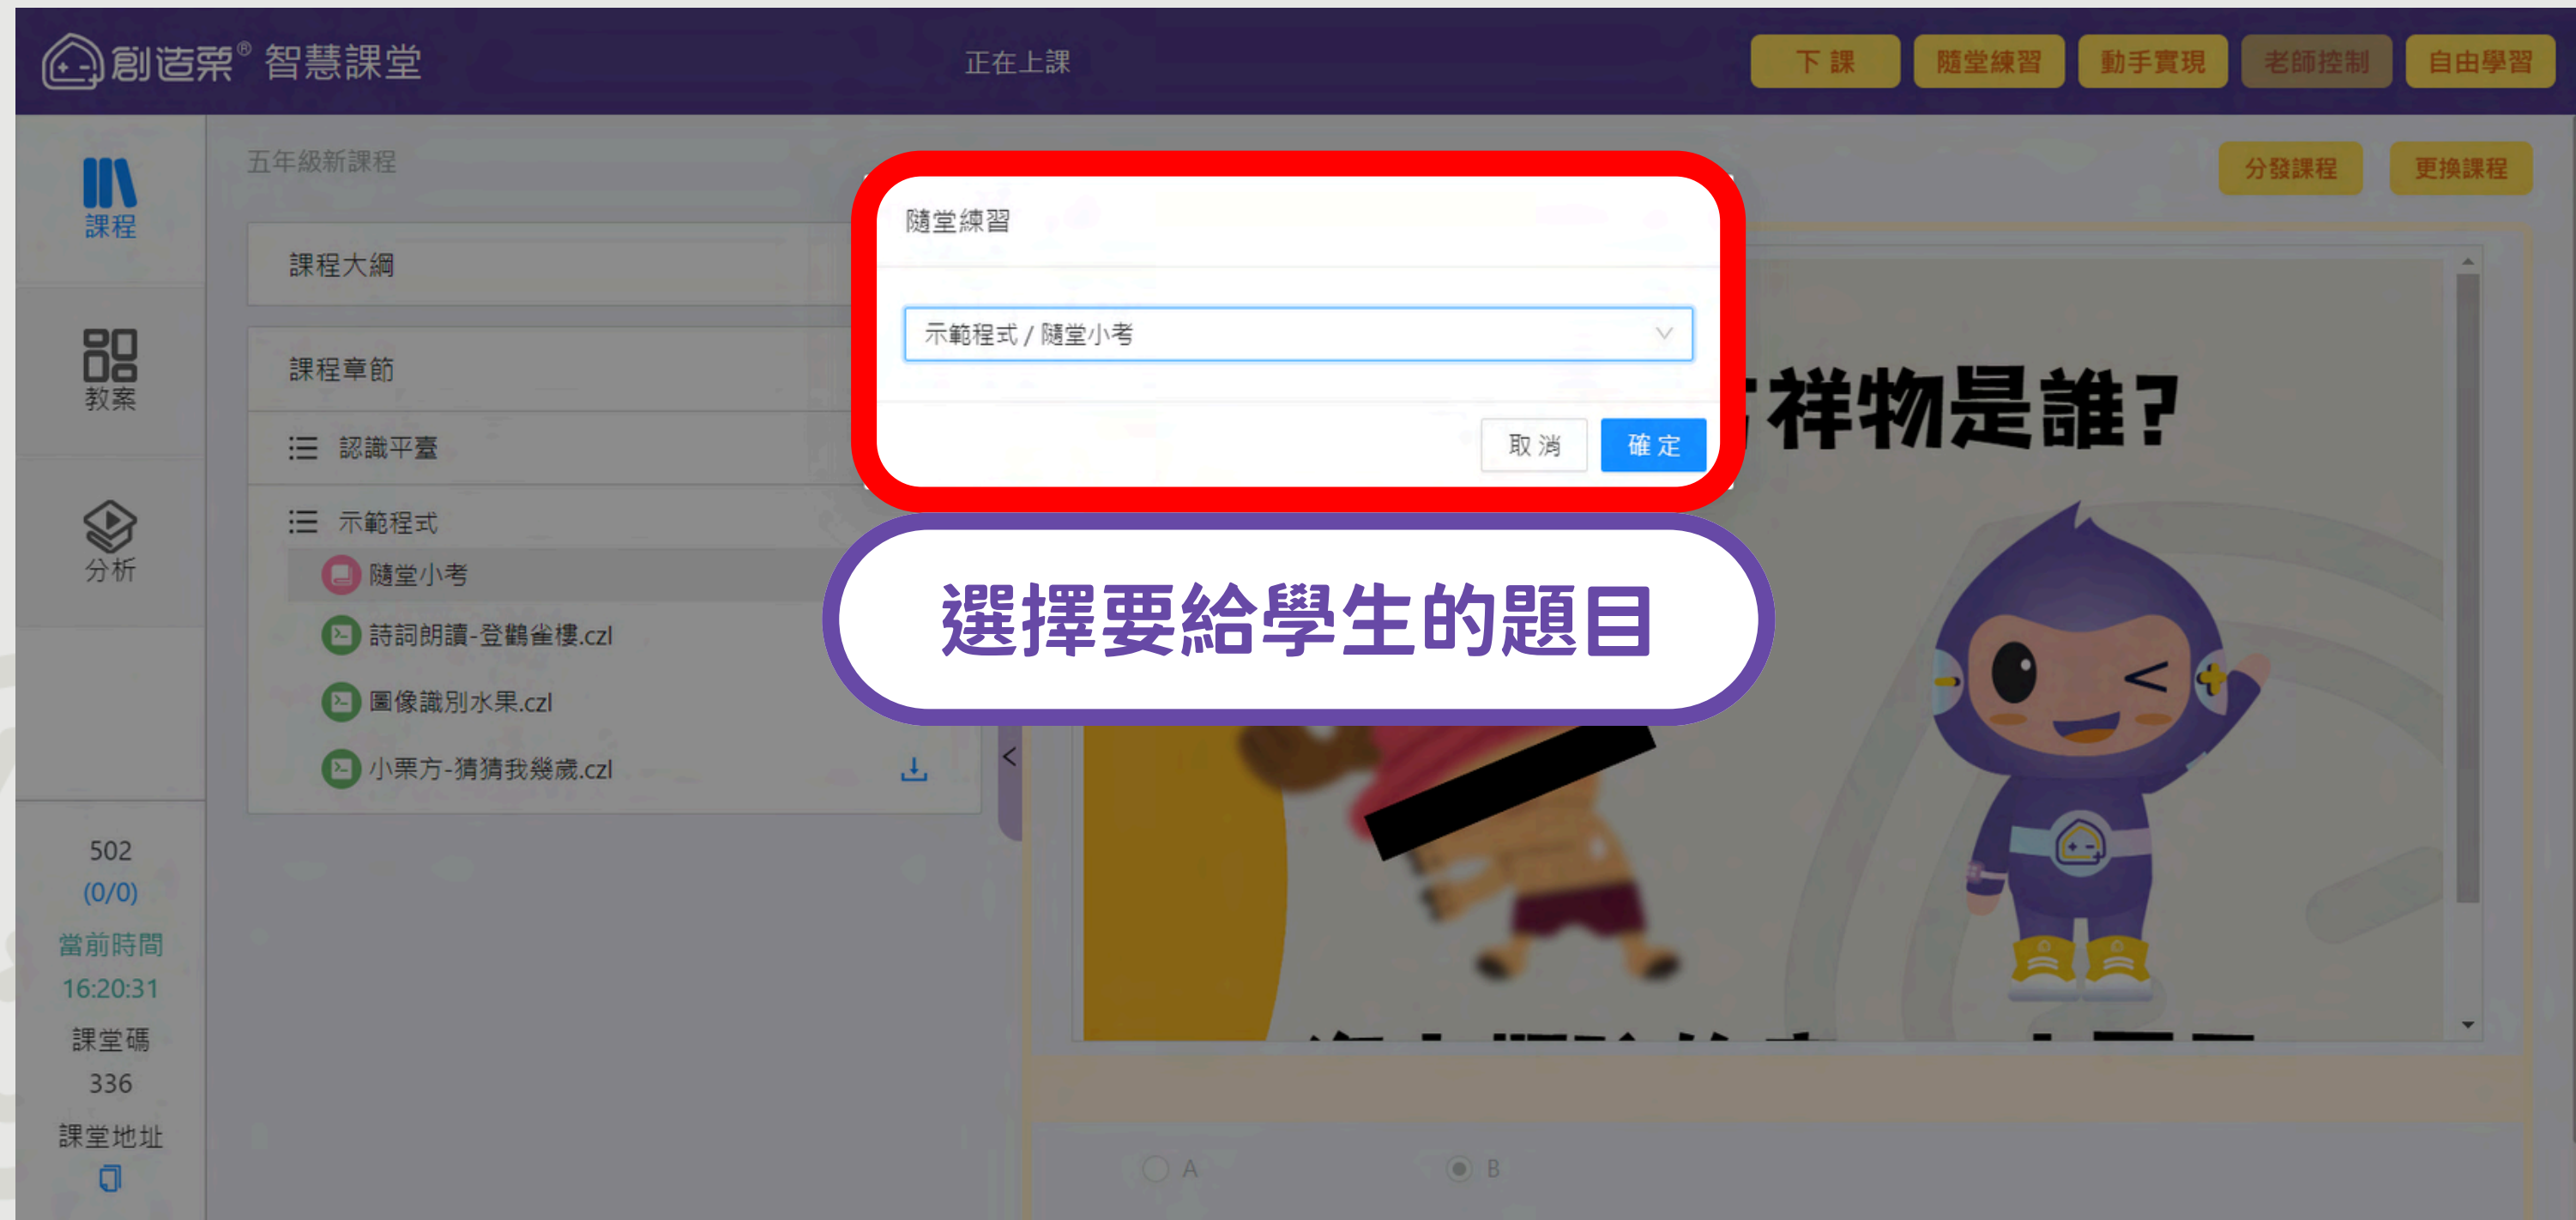 創造栗® 智慧課堂
正在上課
下 課
隨堂練習
動手實現
老師控制
自由學習
課程
教案
分析
502
(0/0)
當前時間
16:20:31
課堂碼
336
課堂地址
五年級新課程
分發課程
更換課程
課程大綱
課程章節
認識平臺
示範程式
隨堂小考
詩詞朗讀-登鸛雀樓.czl
圖像識別水果.czl
小栗方-猜猜我幾歲.czl
隨堂練習
示範程式 / 隨堂小考
取 消
確 定
選擇要給學生的題目
祥物是誰?
A
B